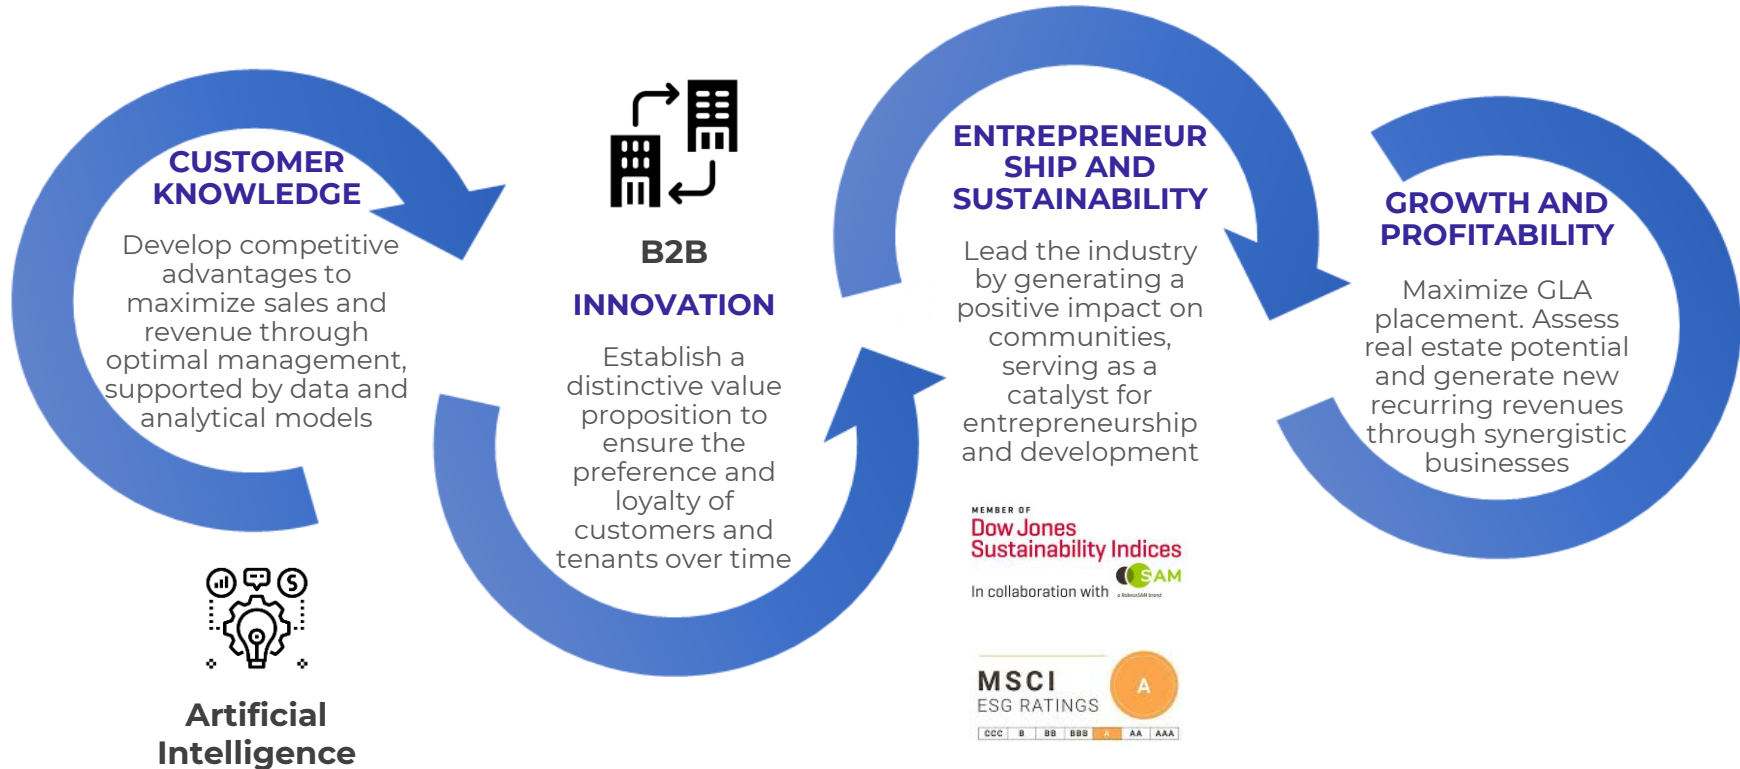 CUSTOMER
KNOWLEDGE
Develop competitive
advantages to
maximize sales and
revenue through
optimal management,
supported by data and
analytical models
Artificial
Intelligence
B2B
INNOVATION
Establish a
distinctive value
proposition to
ensure the
preference and
loyalty of
customers and
tenants over time
ENTREPRENEUR
SHIP AND
SUSTAINABILITY
Lead the industry
by generating a
positive impact on
communities,
serving as a
catalyst for
entrepreneurship
and development
MEMBER OF
Dow Jones
Sustainability Indices
In collaboration with
SAM
a RobecoSAM brand
MSCI
ESG RATINGS
A
CCC B BB BBB A AA AAA
GROWTH AND
PROFITABILITY
Maximize GLA
placement. Assess
real estate potential
and generate new
recurring revenues
through synergistic
businesses